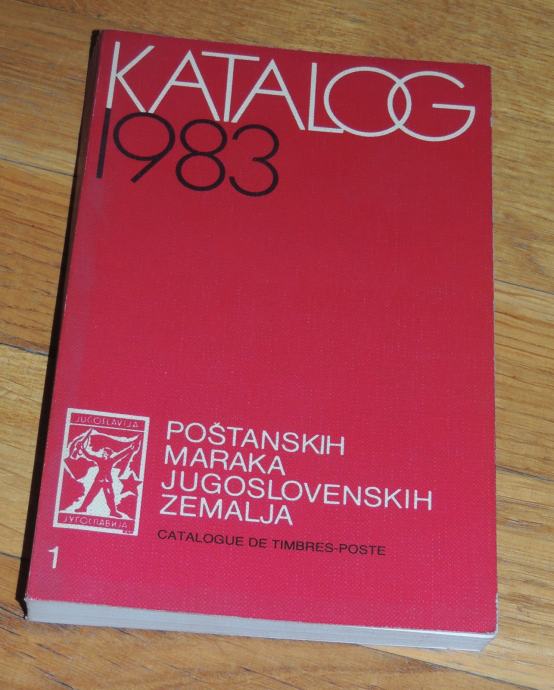 KATALOG
1983
JUGOSLAVIJA
ЈУГОСЛАВИЈА
POŠTANSKIH
MARAKA
JUGOSLOVENSKIH
ZEMALJA
CATALOGUE DE TIMBRES-POSTE
1